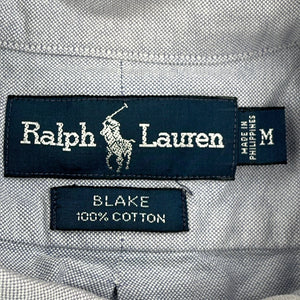 Ralph Lauren
MADE IN
PHILIPPINES
M
BLAKE
100% COTTON